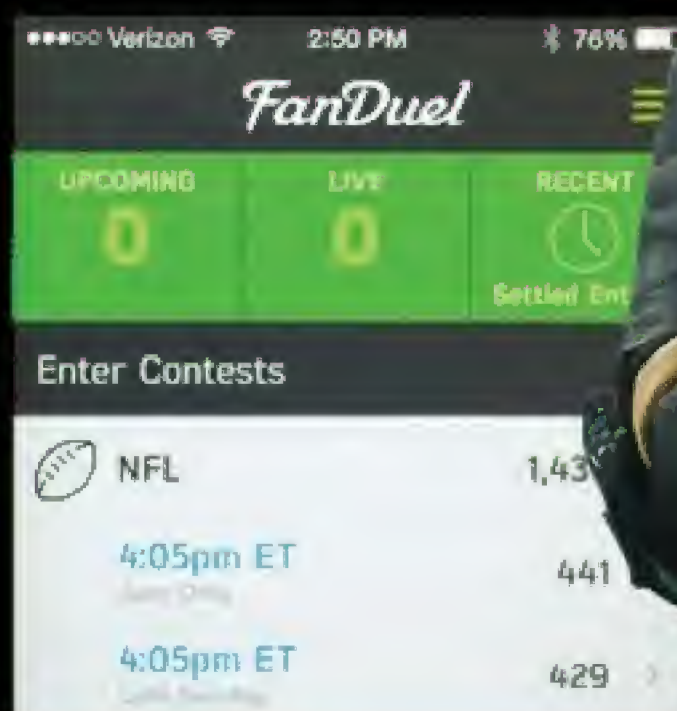 Verizon 2:50 PM 76%
FanDuel
UPCOMING LIVE RECENT
0 0
Settled Ent
Enter Contests
NFL 1,43
4:05pm ET 441
4:05pm ET 429